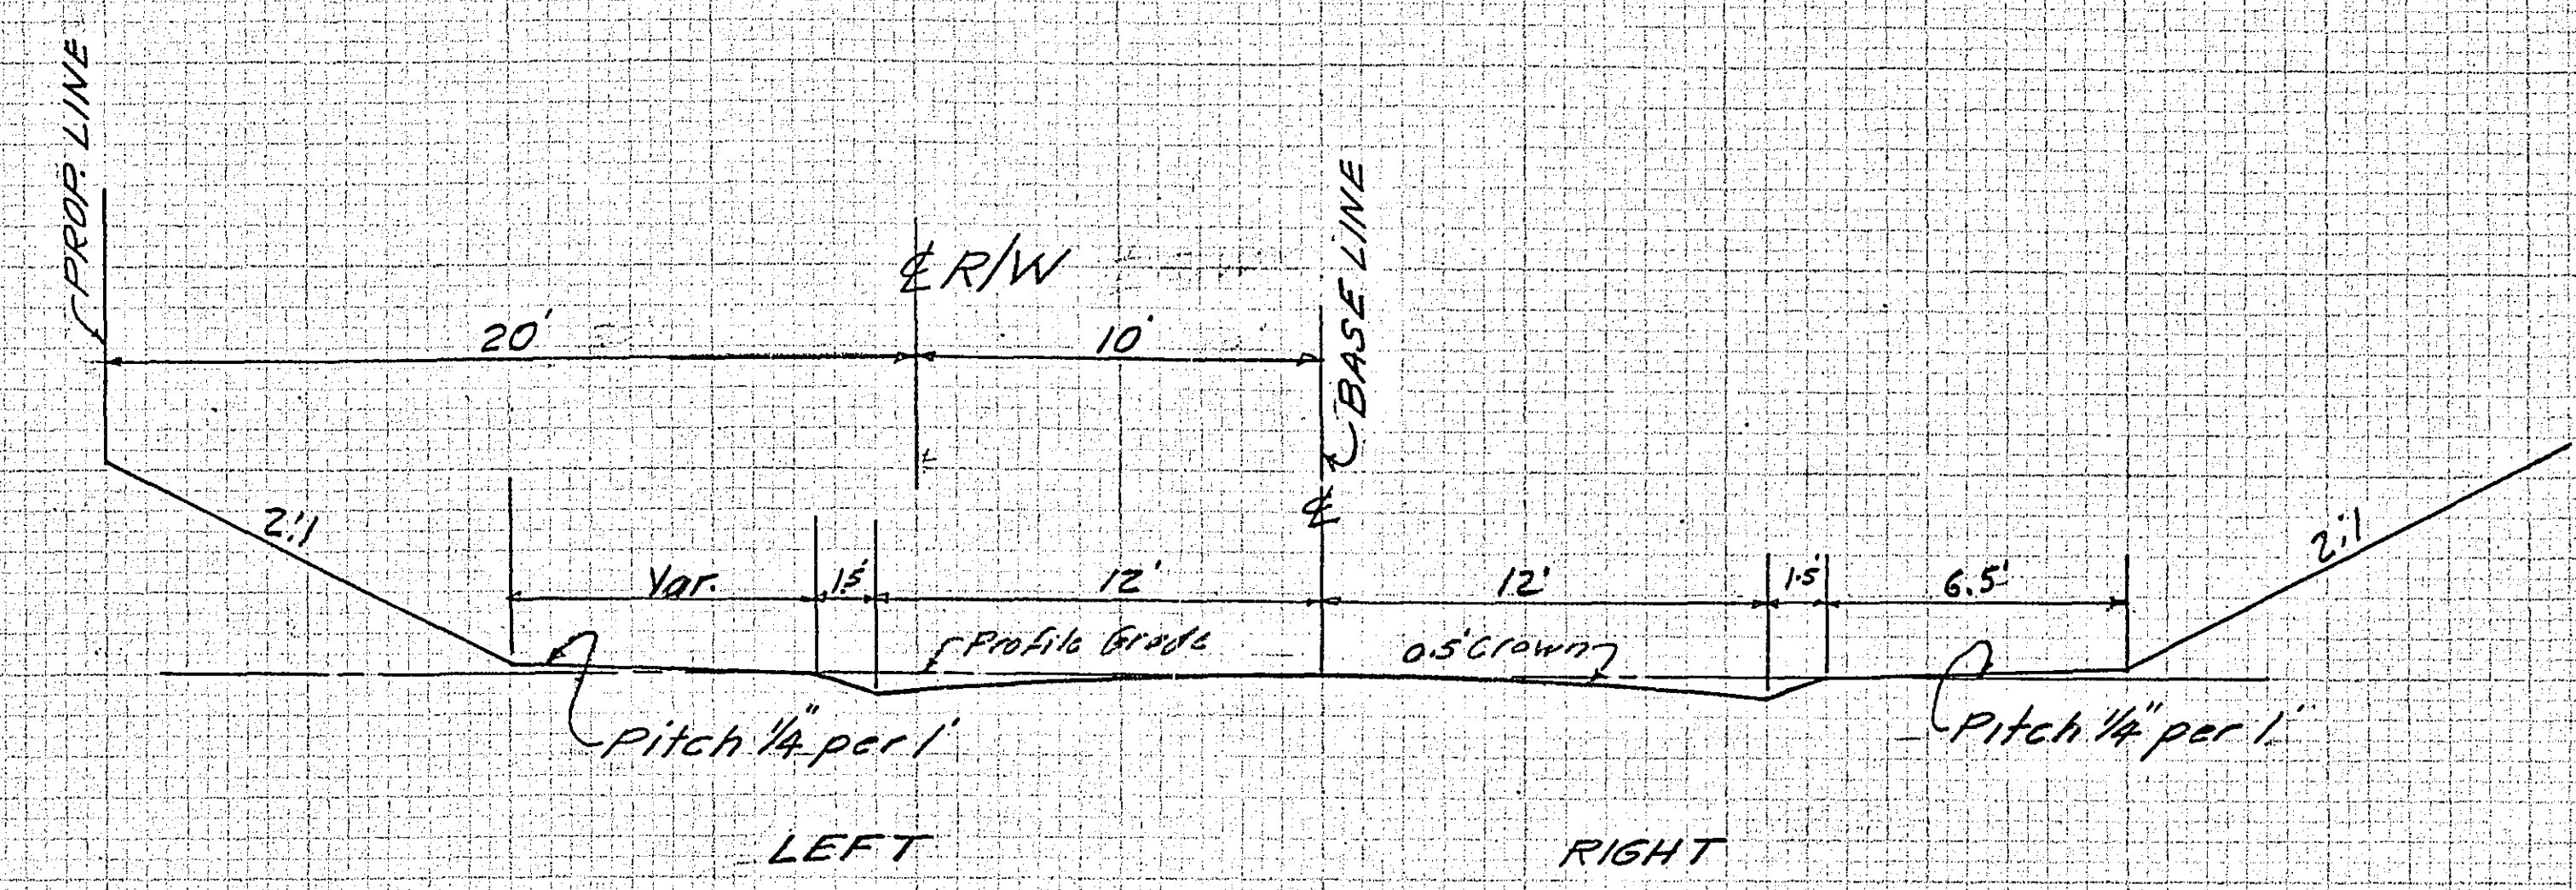 PROP. LINE
℄ R/W
BASE LINE
20'
10'
℄
2:1
2:1
Var.
1.5'
12'
12'
1.5'
6.5'
Profile Grade
0.5' Crown
Pitch 1/4" per 1'
Pitch 1/4" per 1'
LEFT
RIGHT